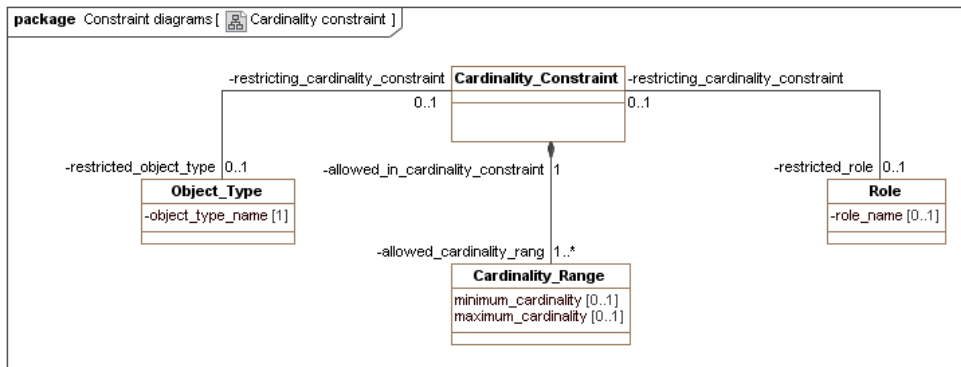 package Constraint diagrams [ Cardinality constraint ]
-restricting_cardinality_constraint
Cardinality_Constraint
-restricting_cardinality_constraint
0..1
0..1
-restricted_object_type 0..1
-allowed_in_cardinality_constraint 1
-restricted_role 0..1
Object_Type
-object_type_name [1]
Role
-role_name [0..1]
-allowed_cardinality_rang 1..*
Cardinality_Range
minimum_cardinality [0..1]
maximum_cardinality [0..1]